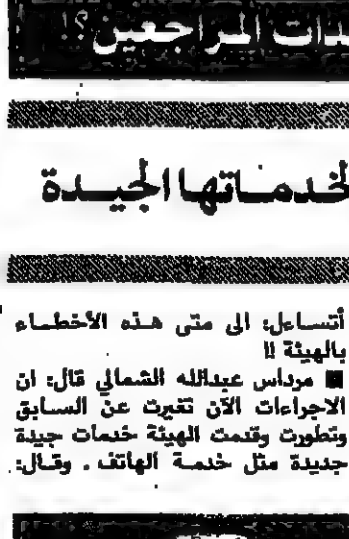 المراجعين؟!
لخدماتها الجيدة
أتساءل: الى متى هذه الأخطاء
بالهيئة !!
■ مرداس عبدالله الشمالي قال: ان
الاجراءات الآن تغيرت عن السابق
وتطورت وقدمت الهيئة خدمات جيدة
جديدة مثل خدمة الهاتف. وقال: